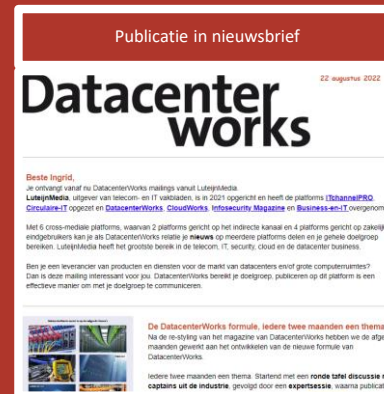 Publicatie in nieuwsbrief
22 augustus 2022
Datacenter
works
Beste Ingrid,
Je ontvangt vanaf nu DatacenterWorks mailings vanuit LuteijnMedia.
LuteijnMedia, uitgever van telecom- en IT vakbladen, is in 2021 opgericht en heeft de platforms ITchannelPRO,
Circulaire-IT opgezet en DatacenterWorks, CloudWorks, Infosecurity Magazine en Business-en-IT overgenom
Met 6 cross-mediale platforms, waarvan 2 platforms gericht op het indirecte kanaal en 4 platforms gericht op zakelij
eindgebruikers kan je als DatacenterWorks relatie je nieuws op meerdere platforms delen en je gehele doelgroep
bereiken. LuteijnMedia heeft het grootste bereik in de telecom, IT, security, cloud en de datacenter business.
Ben je een leverancier van producten en diensten voor de markt van datacenters en/of grote computerruimtes?
Dan is deze mailing interessant voor jou. DatacenterWorks bereikt je doelgroep, publiceren op dit platform is een
effectieve manier om met je doelgroep te communiceren.
De DatacenterWorks formule, iedere twee maanden een thema
Na de re-styling van het magazine van DatacenterWorks hebben we de afge
maanden gewerkt aan het ontwikkelen van de nieuwe formule van
DatacenterWorks.
Iedere twee maanden een thema. Startend met een ronde tafel discussie
captains uit de industrie, gevolgd door een expertsessie, waarna publicat